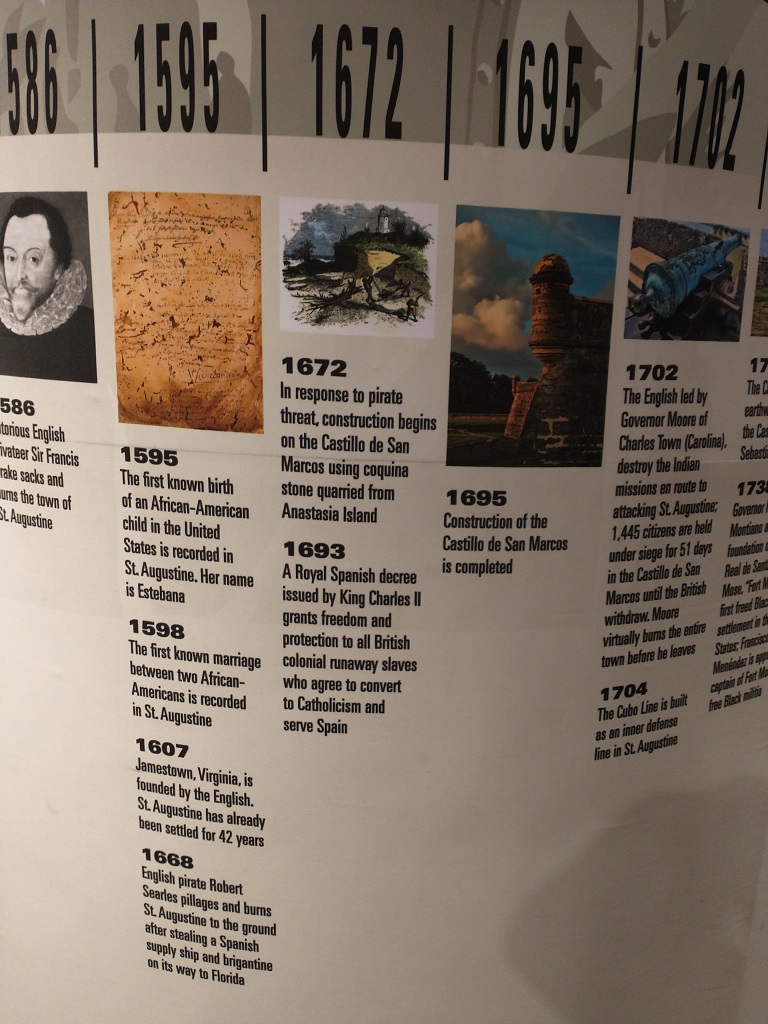 586
1595
1672
1695
1702
586
torious English
ivateer Sir Francis
rake sacks and
urns the town of
St. Augustine
1595
The first known birth
of an African-American
child in the United
States is recorded in
St. Augustine. Her name
is Estebana
1598
The first known marriage
between two African-
Americans is recorded
in St. Augustine
1607
Jamestown, Virginia, is
founded by the English.
St. Augustine has already
been settled for 42 years
1668
English pirate Robert
Searles pillages and burns
St. Augustine to the ground
after stealing a Spanish
supply ship and brigantine
on its way to Florida
1672
In response to pirate
threat, construction begins
on the Castillo de San
Marcos using coquina
stone quarried from
Anastasia Island
1693
A Royal Spanish decree
issued by King Charles II
grants freedom and
protection to all British
colonial runaway slaves
who agree to convert
to Catholicism and
serve Spain
1695
Construction of the
Castillo de San Marcos
is completed
1702
The English led by
Governor Moore of
Charles Town (Carolina),
destroy the Indian
missions en route to
attacking St. Augustine;
1,445 citizens are held
under siege for 51 days
in the Castillo de San
Marcos until the British
withdraw. Moore
virtually burns the entire
town before he leaves
1704
The Cubo Line is built
as an inner defense
line in St. Augustine
17
The C
earthw
the Cas
Sebasti
1738
Governor
Montiano a
foundation o
Real de Sant
Mose, "Fort M
first freed Blac
settlement in th
States; Francisc
Menéndez is appo
captain of Fort Mo
free Black militia